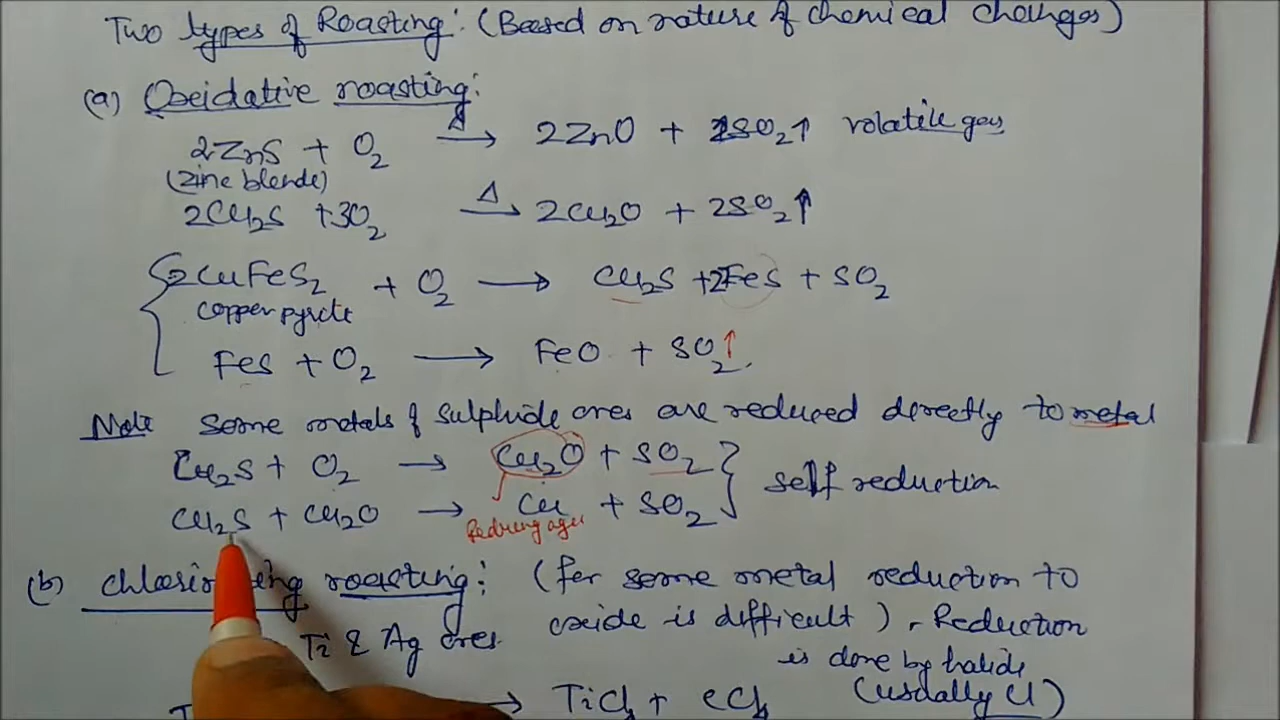 Two types of Roasting: (Based on nature of chemical changes)
(a) Oxidative roasting:
2ZnS + O2 Δ→ 2ZnO + 2SO2↑ volatile gas
(zinc blende)
2Cu2S + 3O2 Δ→ 2Cu2O + 2SO2↑
2CuFeS2 + O2 → Cu2S + 2FeS + SO2
copper pyrite
FeS + O2 → FeO + SO2↑
Note Some metals of sulphide ores are reduced directly to metal
Cu2S + O2 → Cu2O + SO2
self reduction
Cu2S + Cu2O → Cu + SO2
Reducing agent
(b) roasting: (for some metal reduction to
oxide is difficult), Reduction
Ti & Ag ores
is done by halide
→ TiCl4 + CCl4 (usually Cl)